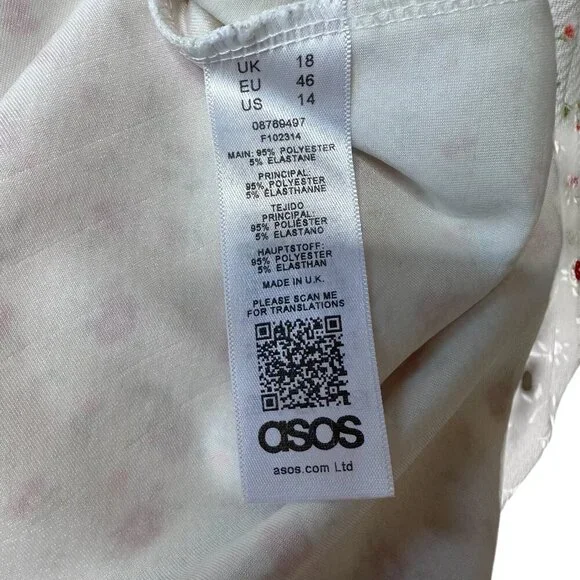 UK 18
EU 46
US 14
08769497
F102314
MAIN: 95% POLYESTER
5% ELASTANE
PRINCIPAL:
95% POLYESTER
5% ÉLASTHANNE
TEJIDO
PRINCIPAL:
95% POLIÉSTER
5% ELASTANO
HAUPTSTOFF:
95% POLYESTER
5% ELASTHAN
MADE IN U.K.
PLEASE SCAN ME
FOR TRANSLATIONS
asos
asos.com Ltd